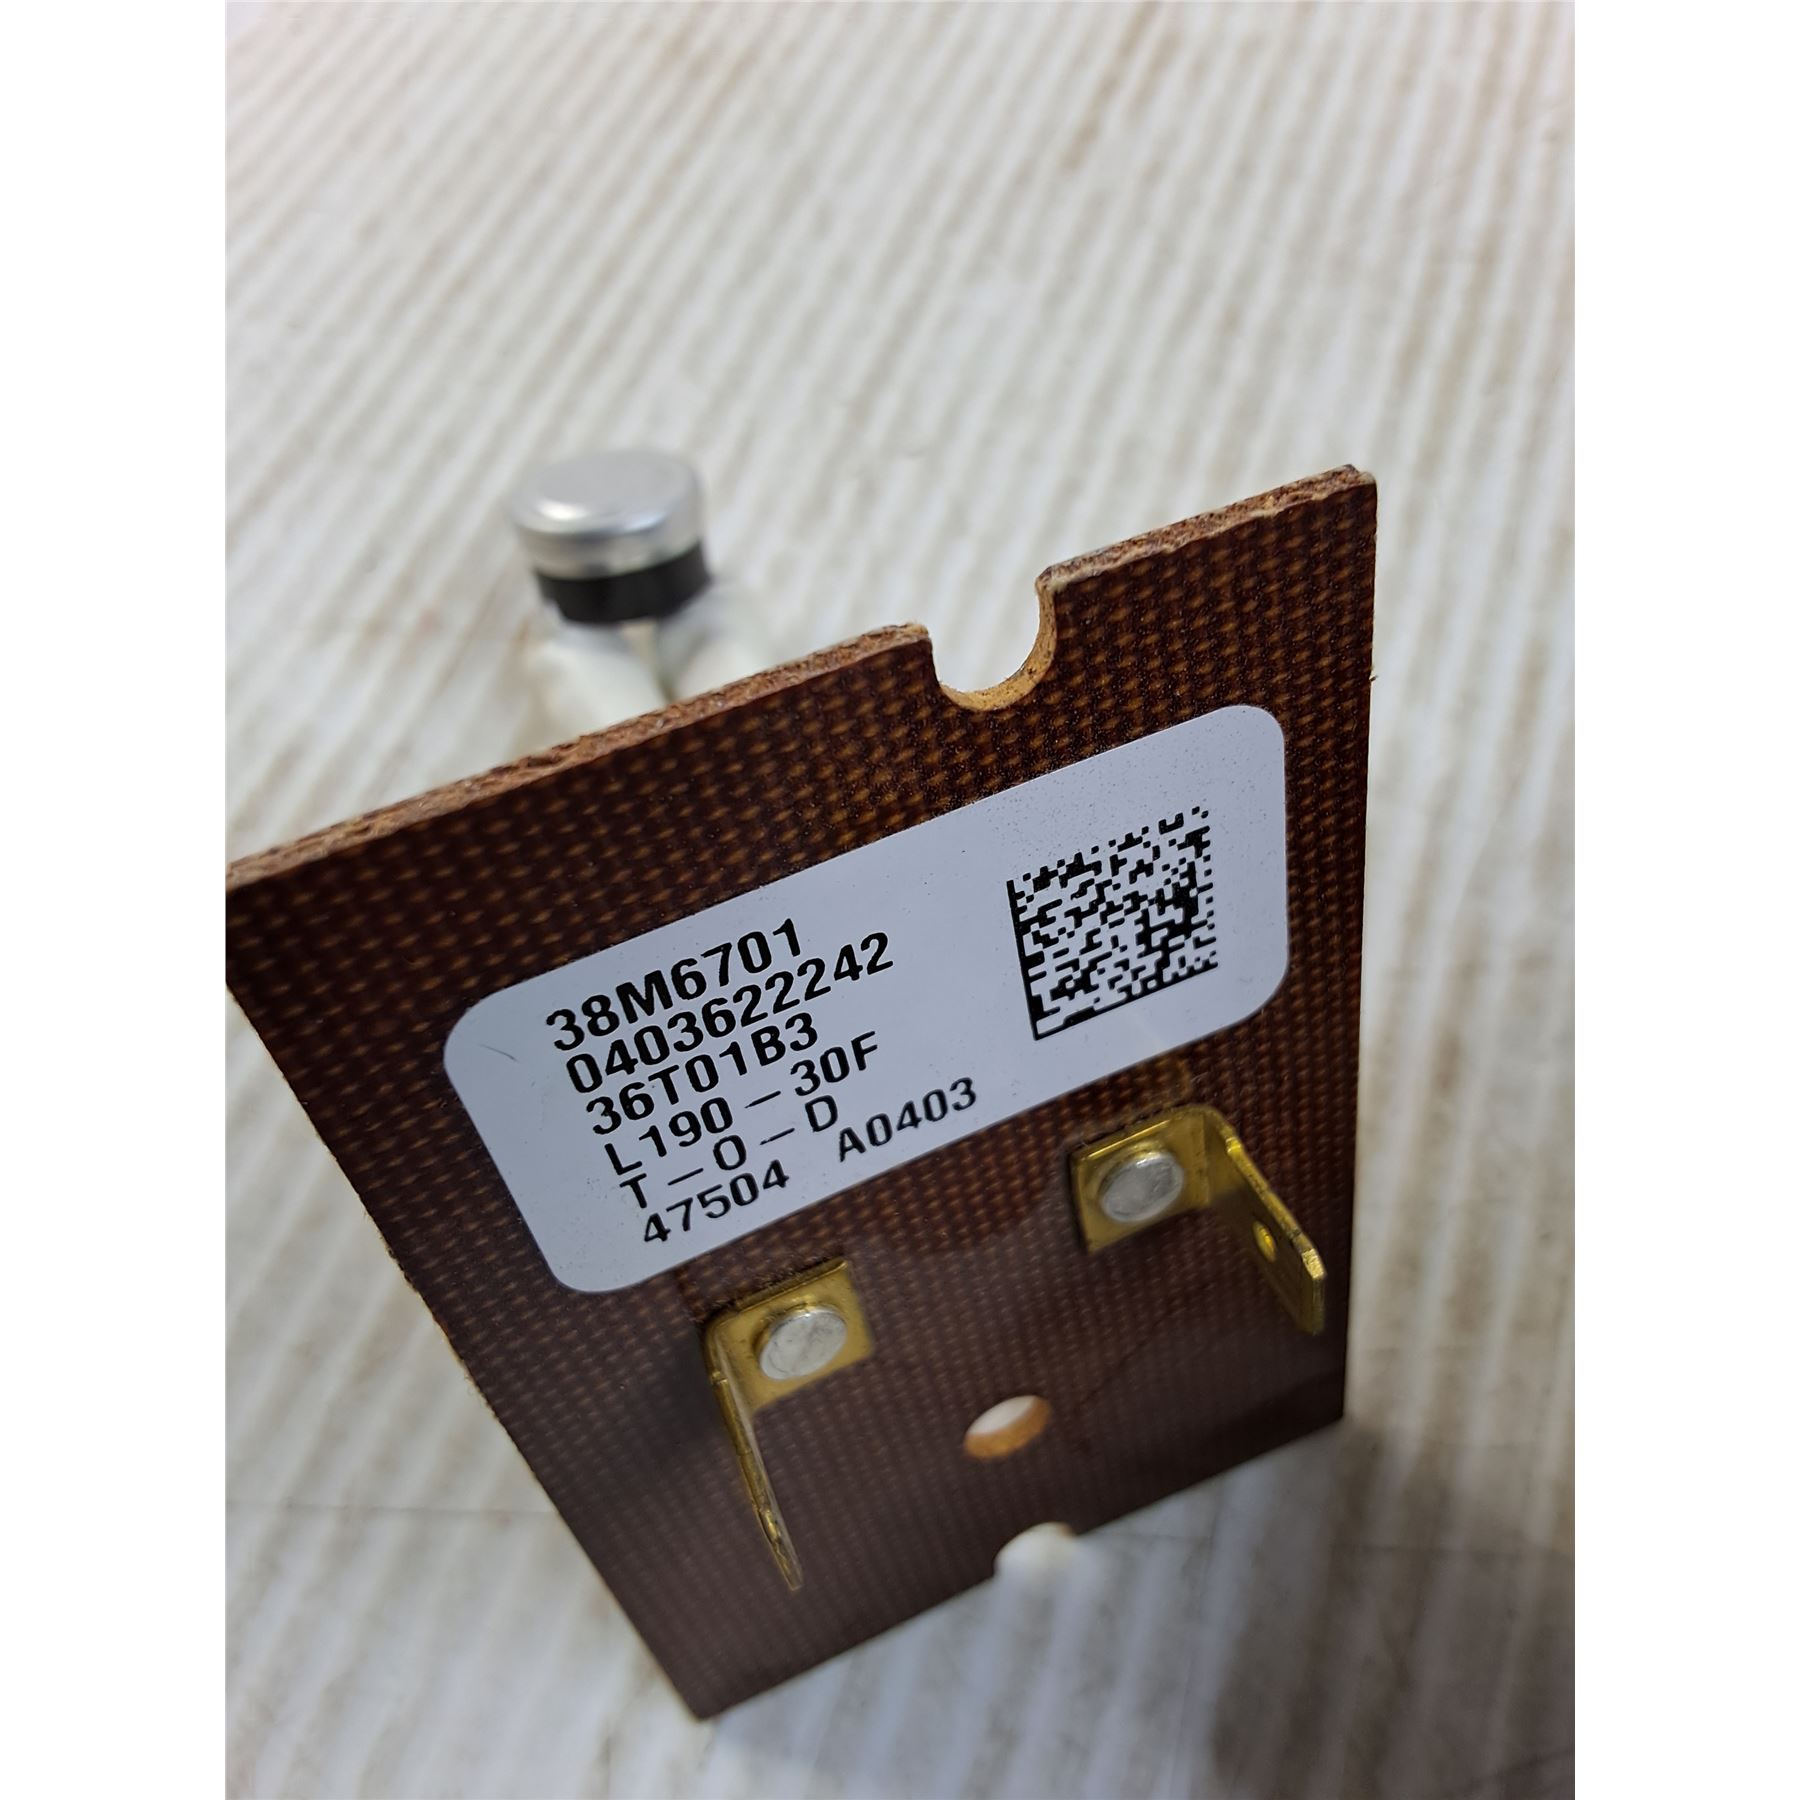 38M6701
0403622242
36T01B3
L190-30F
T-O-D
47504 A0403